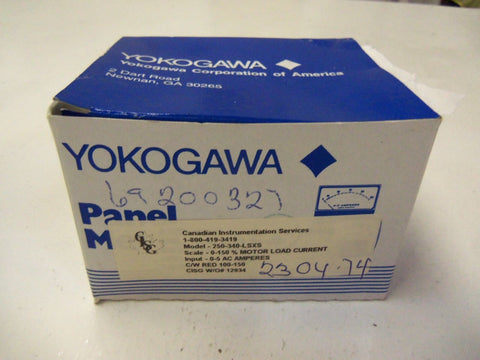 YOKOGAWA
Yokogawa Corporation of America
2 Dart Road
Newnan, GA 30265
YOKOGAWA
69200327
Panel
Canadian Instrumentation Services
1-800-419-3419
Model - 250-340-LSXS
Scale - 0-150 % MOTOR LOAD CURRENT
Input - 0-5 AC AMPERES
C/W RED 100-150
CISG W/O# 12934
2304.74